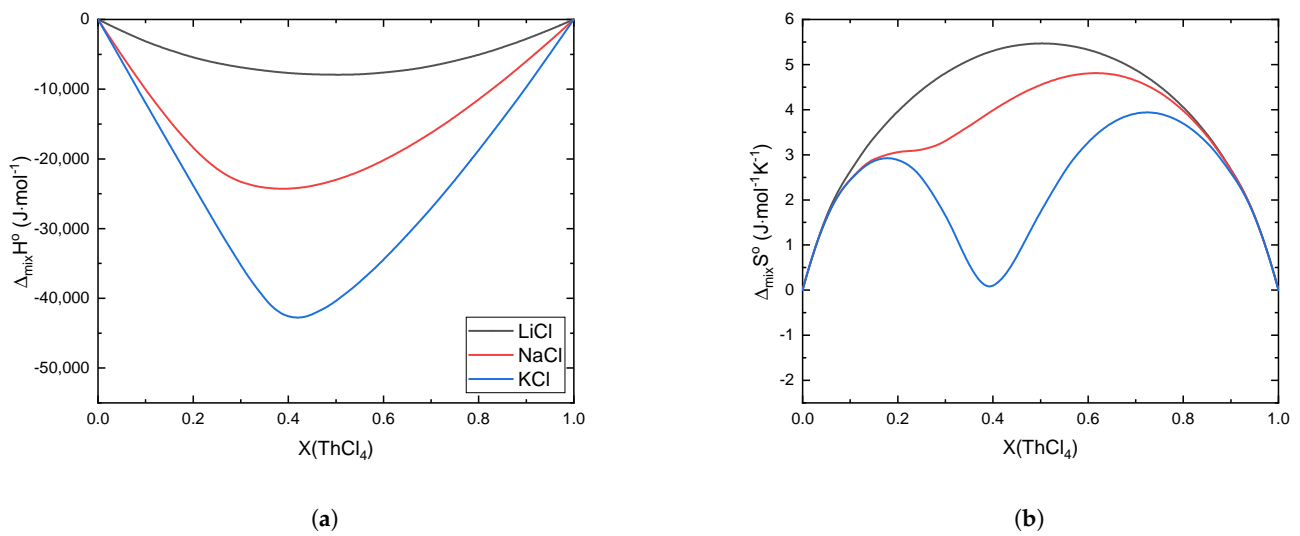 0
-10,000
-20,000
-30,000
-40,000
-50,000
Δ_mixH° (J·mol⁻¹)
0.0 0.2 0.4 0.6 0.8 1.0
X(ThCl₄)
LiCl
NaCl
KCl
(a)
6
5
4
3
2
1
0
-1
-2
Δ_mixS° (J·mol⁻¹K⁻¹)
0.0 0.2 0.4 0.6 0.8 1.0
X(ThCl₄)
(b)